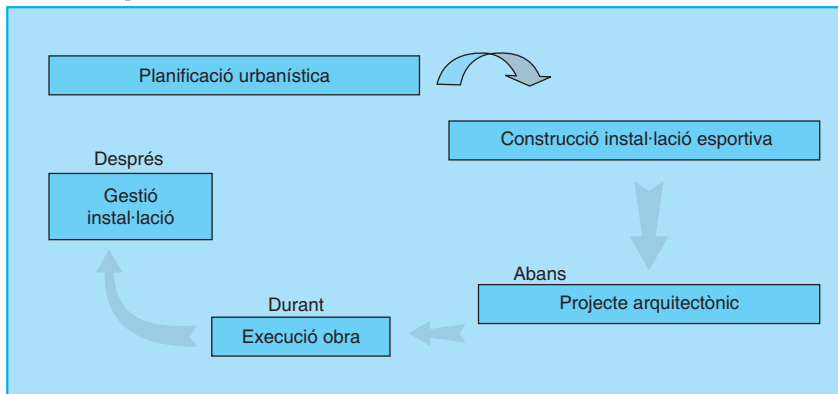 Planificació urbanística
Construcció instal·lació esportiva
Abans
Projecte arquitectònic
Durant
Execució obra
Després
Gestió
instal·lació